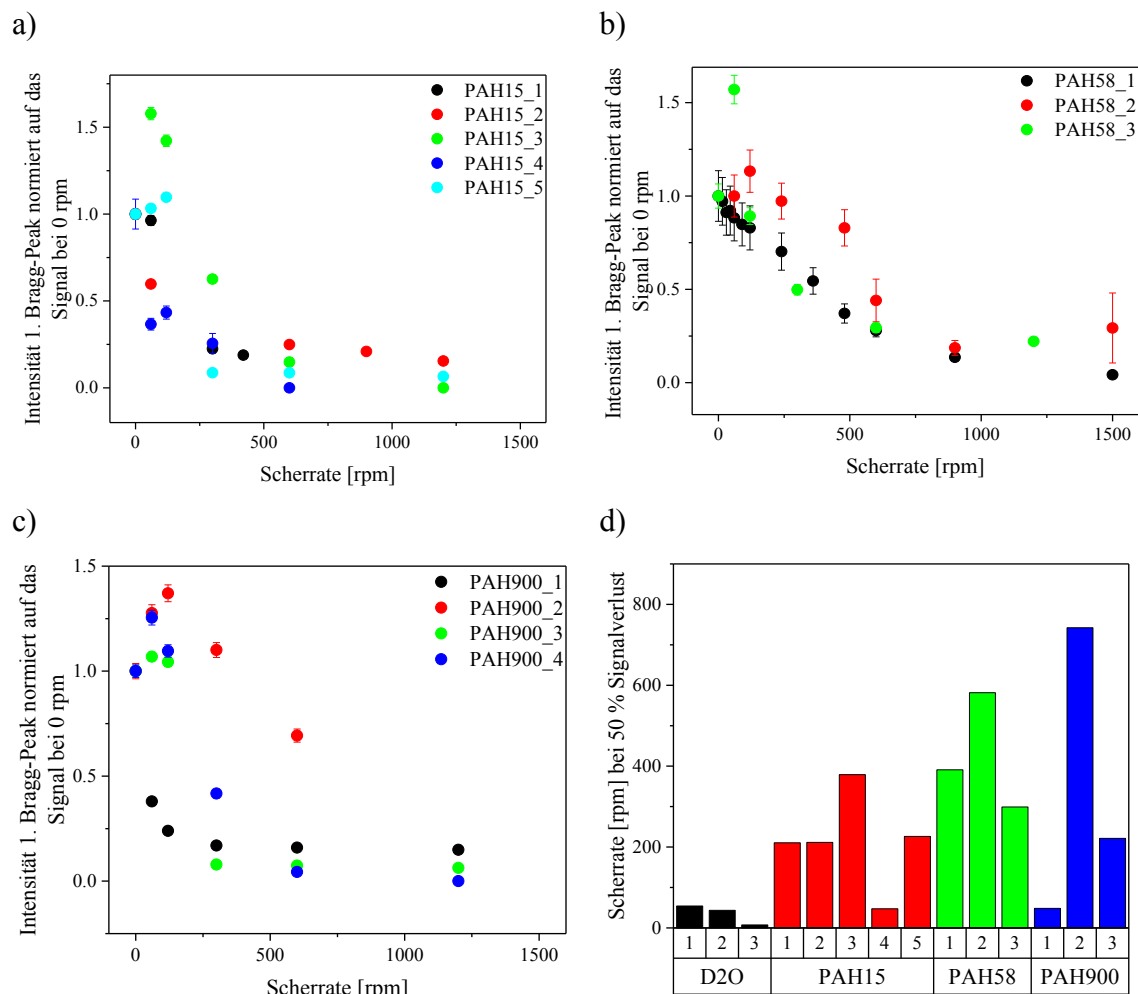 a)
Intensität 1. Bragg-Peak normiert auf das
Signal bei 0 rpm
1.5
1.0
0.5
0.0
0
500
1000
1500
Scherrate [rpm]
PAH15_1
PAH15_2
PAH15_3
PAH15_4
PAH15_5
b)
Intensität 1. Bragg-Peak normiert auf das
Signal bei 0 rpm
1.5
1.0
0.5
0.0
0
500
1000
1500
Scherrate [rpm]
PAH58_1
PAH58_2
PAH58_3
c)
Intensität 1. Bragg-Peak normiert auf das
Signal bei 0 rpm
1.5
1.0
0.5
0.0
0
500
1000
1500
Scherrate [rpm]
PAH900_1
PAH900_2
PAH900_3
PAH900_4
d)
Scherrate [rpm] bei 50 % Signalverlust
800
600
400
200
0
1 2 3 1 2 3 4 5 1 2 3 1 2 3
D2O PAH15 PAH58 PAH900